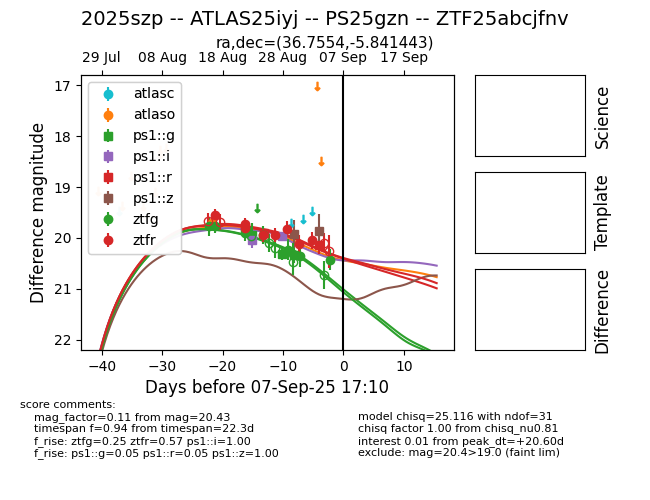 2025szp -- ATLAS25iyj -- PS25gzn -- ZTF25abcjfnv
ra,dec=(36.7554,-5.841443)
29 Jul 08 Aug 18 Aug 28 Aug 07 Sep 17 Sep
17
18
19
20
21
22
Difference magnitude
atlasc
atlaso
ps1::g
ps1::i
ps1::r
ps1::z
ztfg
ztfr
−40 −30 −20 −10 0 10
Days before 07-Sep-25 17:10
Science
Template
Difference
score comments:
mag_factor=0.11 from mag=20.43
timespan f=0.94 from timespan=22.3d
f_rise: ztfg=0.25 ztfr=0.57 ps1::i=1.00
f_rise: ps1::g=0.05 ps1::r=0.05 ps1::z=1.00
model chisq=25.116 with ndof=31
chisq factor 1.00 from chisq_nu0.81
interest 0.01 from peak_dt=+20.60d
exclude: mag=20.4>19.0 (faint lim)